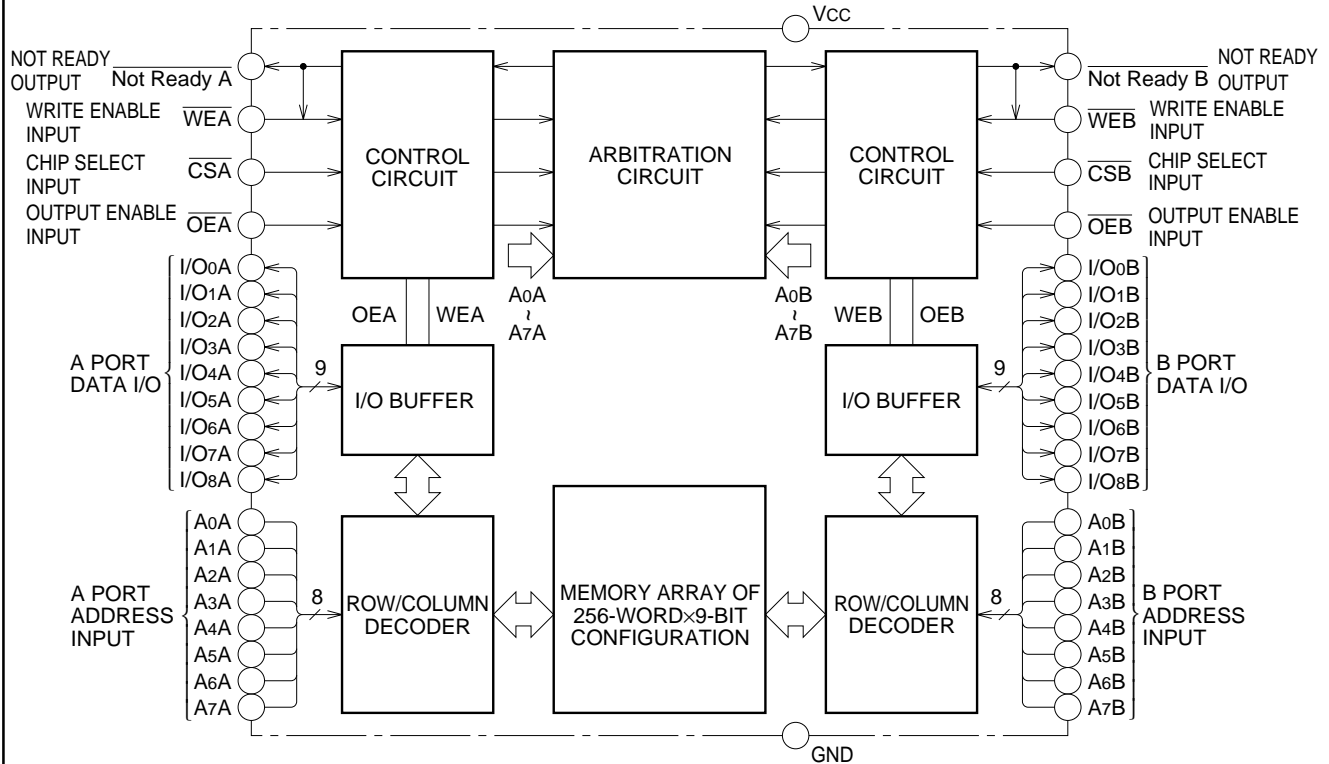 VCC
NOT READY
OUTPUT
Not Ready A
WRITE ENABLE
INPUT
WEA
CHIP SELECT
INPUT
CSA
OUTPUT ENABLE
INPUT
OEA
CONTROL
CIRCUIT
ARBITRATION
CIRCUIT
CONTROL
CIRCUIT
Not Ready B
NOT READY
OUTPUT
WEB
WRITE ENABLE
INPUT
CSB
CHIP SELECT
INPUT
OEB
OUTPUT ENABLE
INPUT
A PORT
DATA I/O
I/O0A
I/O1A
I/O2A
I/O3A
I/O4A
I/O5A
I/O6A
I/O7A
I/O8A
9
OEA
WEA
I/O BUFFER
A0A
~
A7A
A0B
~
A7B
WEB
OEB
I/O BUFFER
9
I/O0B
I/O1B
I/O2B
I/O3B
I/O4B
I/O5B
I/O6B
I/O7B
I/O8B
B PORT
DATA I/O
A PORT
ADDRESS
INPUT
A0A
A1A
A2A
A3A
A4A
A5A
A6A
A7A
8
ROW/COLUMN
DECODER
MEMORY ARRAY OF
256-WORD×9-BIT
CONFIGURATION
ROW/COLUMN
DECODER
8
A0B
A1B
A2B
A3B
A4B
A5B
A6B
A7B
B PORT
ADDRESS
INPUT
GND